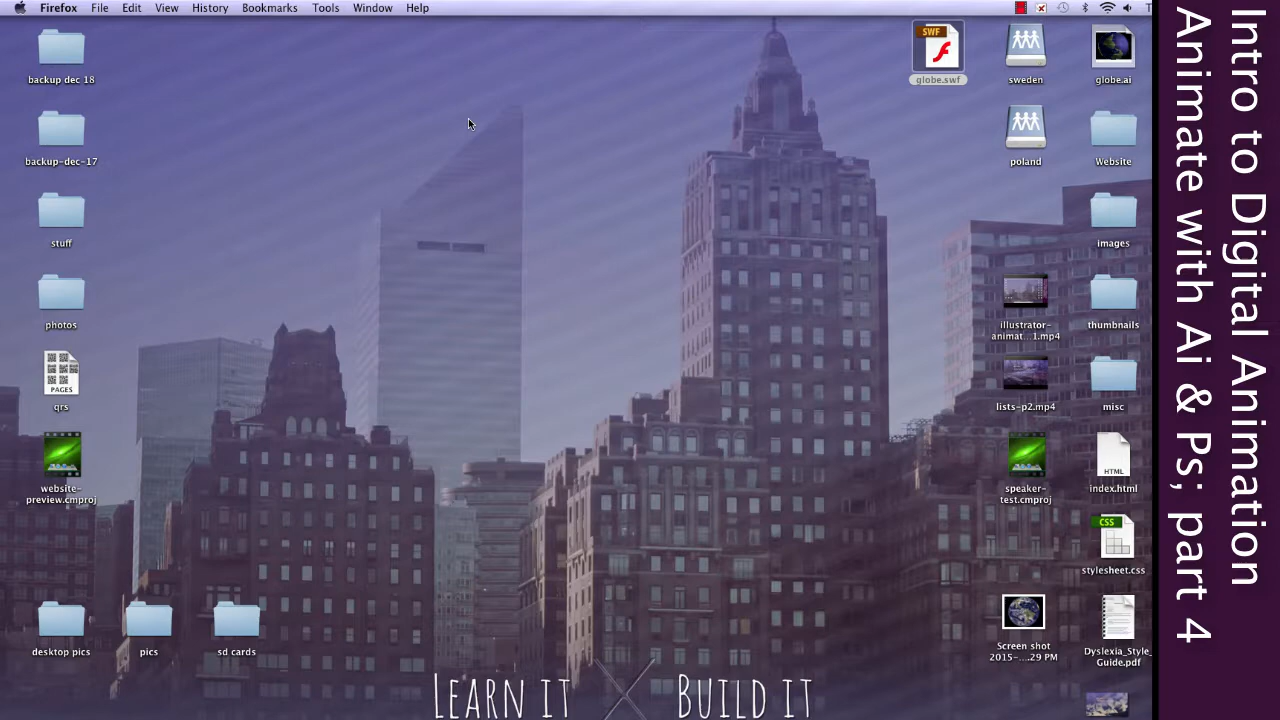 Firefox File Edit View History Bookmarks Tools Window Help
backup dec 18
backup-dec-17
stuff
photos
PAGES
qrs
website-
preview.cmproj
desktop pics
pics
sd cards
SWF
globe.swf
sweden
globe.ai
poland
Website
images
illustrator-
animat...1.mp4
thumbnails
lists-p2.mp4
misc
speaker-
test.cmproj
HTML
index.html
CSS
stylesheet.css
Screen shot
2015-....29 PM
Dyslexia_Style_
Guide.pdf
LEARN IT BUILD IT
Intro to Digital Animation
Animate with Ai & Ps; part 4